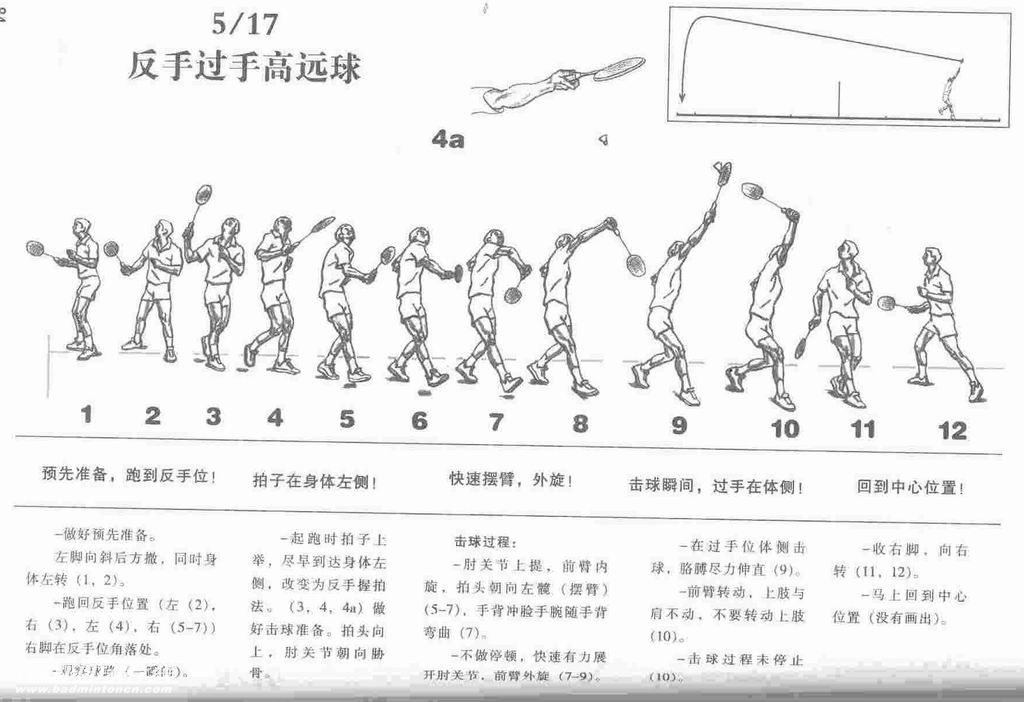 5/17
反手过手高远球
4a
1 2 3 4 5 6 7 8 9 10 11 12
预先准备，跑到反手位！
拍子在身体左侧！
快速摆臂，外旋！
击球瞬间，过手在体侧！
回到中心位置！
-做好预先准备。
左脚向斜后方撤，同时身
体左转（1，2）。
-跑回反手位置（左（2），
右（3），左（4），右（5-7））
右脚在反手位角落处。
-观察球路（一瞬间）。
-起跑时拍子上
举，尽早到达身体左
侧，改变为反手握拍
法。（3，4，4a）做
好击球准备。拍头向
上，肘关节朝向胁
骨。
击球过程：
-肘关节上提，前臂内
旋，拍头朝向左髋（摆臂）
（5-7），手背冲脸手腕随手背
弯曲（7）。
-不做停顿，快速有力展
开肘关节，前臂外旋（7-9）。
-在过手位体侧击
球，胳膊尽力伸直（9）。
-前臂转动，上肢与
肩不动，不要转动上肢
（10）。
-击球过程未停止
（10）。
-收右脚，向右
转（11，12）。
-马上回到中心
位置（没有画出）。
www.badmintoncn.com